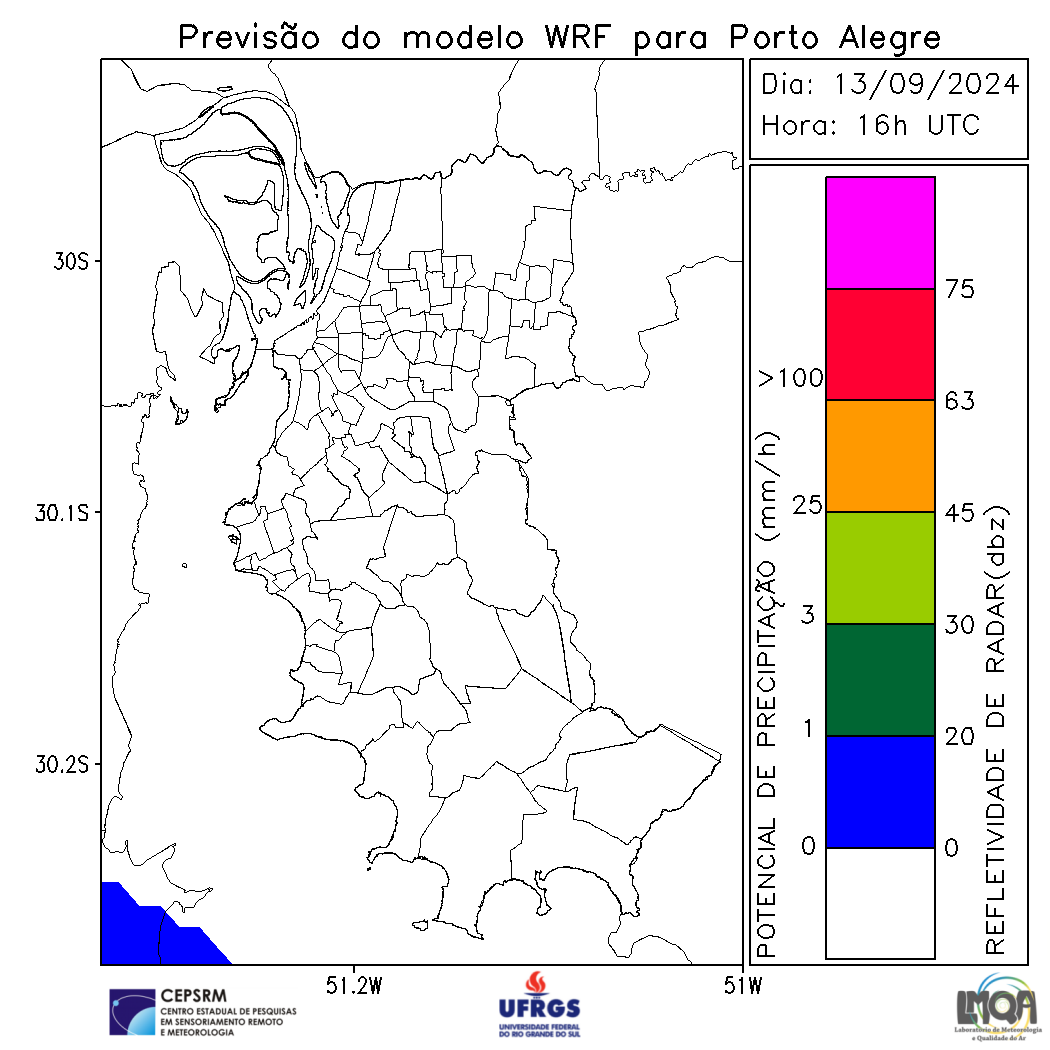 Previsão do modelo WRF para Porto Alegre
Dia: 13/09/2024
Hora: 16h UTC
30S
30.1S
30.2S
51.2W
51W
POTENCIAL DE PRECIPITAÇÃO (mm/h)
>100
25
3
1
0
75
63
45
30
20
0
REFLETIVIDADE DE RADAR(dbz)
CEPSRM
CENTRO ESTADUAL DE PESQUISAS
EM SENSORIAMENTO REMOTO
E METEOROLOGIA
UFRGS
UNIVERSIDADE FEDERAL
DO RIO GRANDE DO SUL
LMQA
Laboratório de Meteorologia
e Qualidade do Ar